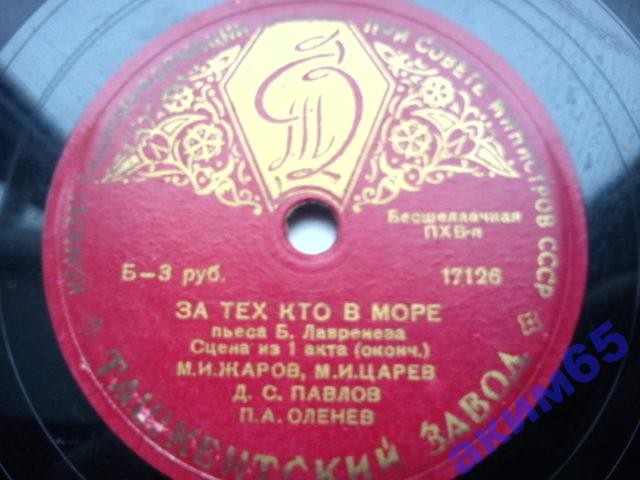 КОМИТЕТ
ПРИ СОВЕТЕ МИНИСТРОВ СССР
Бесшеллачная
ПХВ-п
Б-3 руб.
17126
ЗА ТЕХ КТО В МОРЕ
пьеса Б. Лавренева
Сцена из 1 акта (оконч.)
М.И.ЖАРОВ, М.И.ЦАРЕВ
Д. С. ПАВЛОВ
П.А. ОЛЕНЕВ
ТАШКЕНТСКИЙ ЗАВОД
аким65